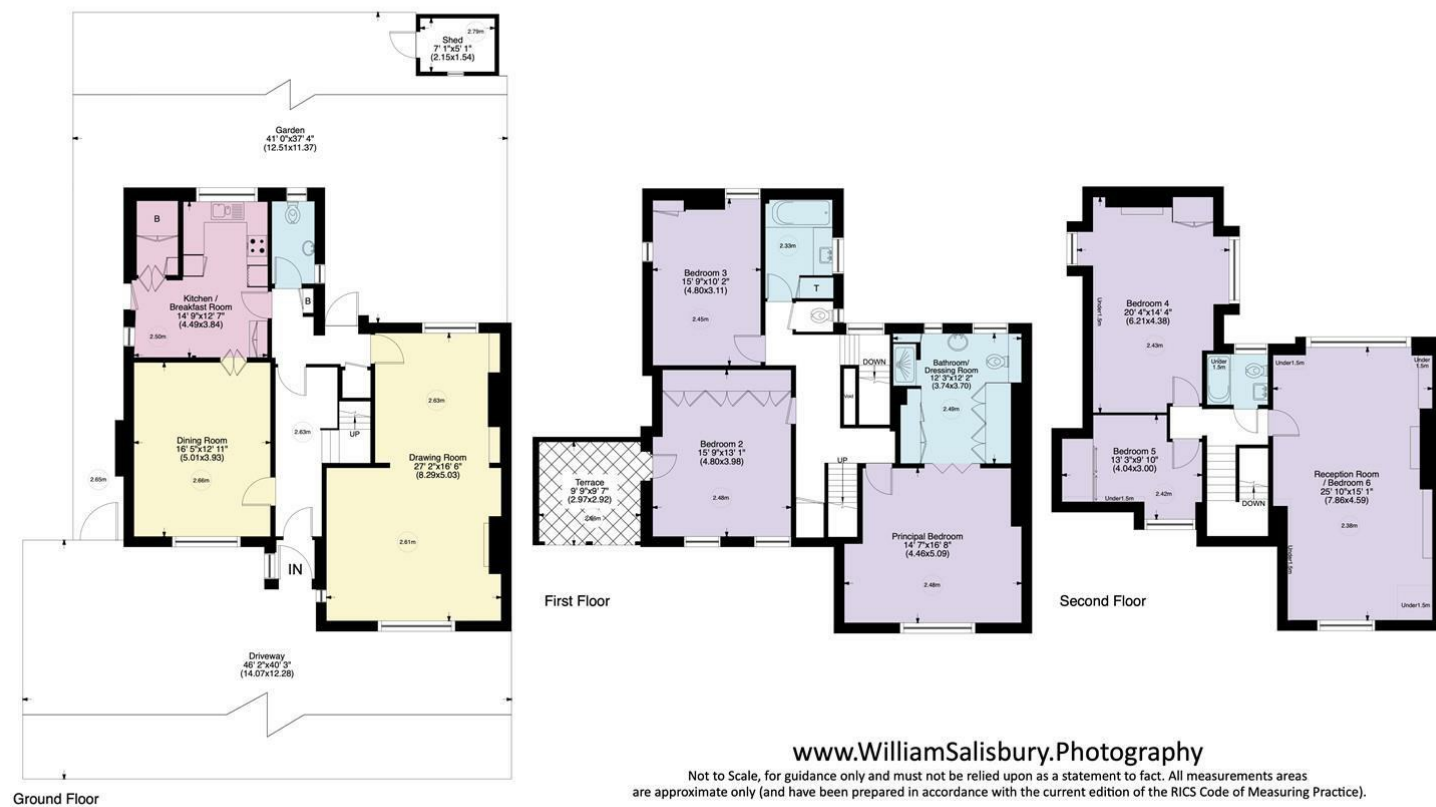 2.79m
Shed
7' 1"x5' 1"
(2.15x1.54)
Garden
41' 0"x37' 4"
(12.51x11.37)
B
Kitchen /
Breakfast Room
14' 9"x12' 7"
(4.49x3.84)
2.50m
B
Dining Room
16' 5"x12' 11"
(5.01x3.93)
2.66m
2.65m
2.63m
UP
2.63m
Drawing Room
27' 2"x16' 6"
(8.29x5.03)
2.61m
IN
Driveway
46' 2"x40' 3"
(14.07x12.28)
Ground Floor
Bedroom 3
15' 9"x10' 2"
(4.80x3.11)
2.45m
2.33m
T
DOWN
Void
Bathroom/
Dressing Room
12' 3"x12' 2"
(3.74x3.70)
2.49m
Bedroom 2
15' 9"x13' 1"
(4.80x3.98)
2.48m
UP
Terrace
9' 9"x9' 7"
(2.97x2.92)
Principal Bedroom
14' 7"x16' 8"
(4.46x5.09)
2.48m
First Floor
Bedroom 4
20' 4"x14' 4"
(6.21x4.38)
2.43m
Under1.5m
Under
1.5m
Under1.5m
Under
1.5m
Bedroom 5
13' 3"x9' 10"
(4.04x3.00)
Under1.5m
2.42m
DOWN
Reception Room
/ Bedroom 6
25' 10"x15' 1"
(7.86x4.59)
2.38m
Under1.5m
Under1.5m
Second Floor
www.WilliamSalisbury.Photography
Not to Scale, for guidance only and must not be relied upon as a statement to fact. All measurements areas
are approximate only (and have been prepared in accordance with the current edition of the RICS Code of Measuring Practice).